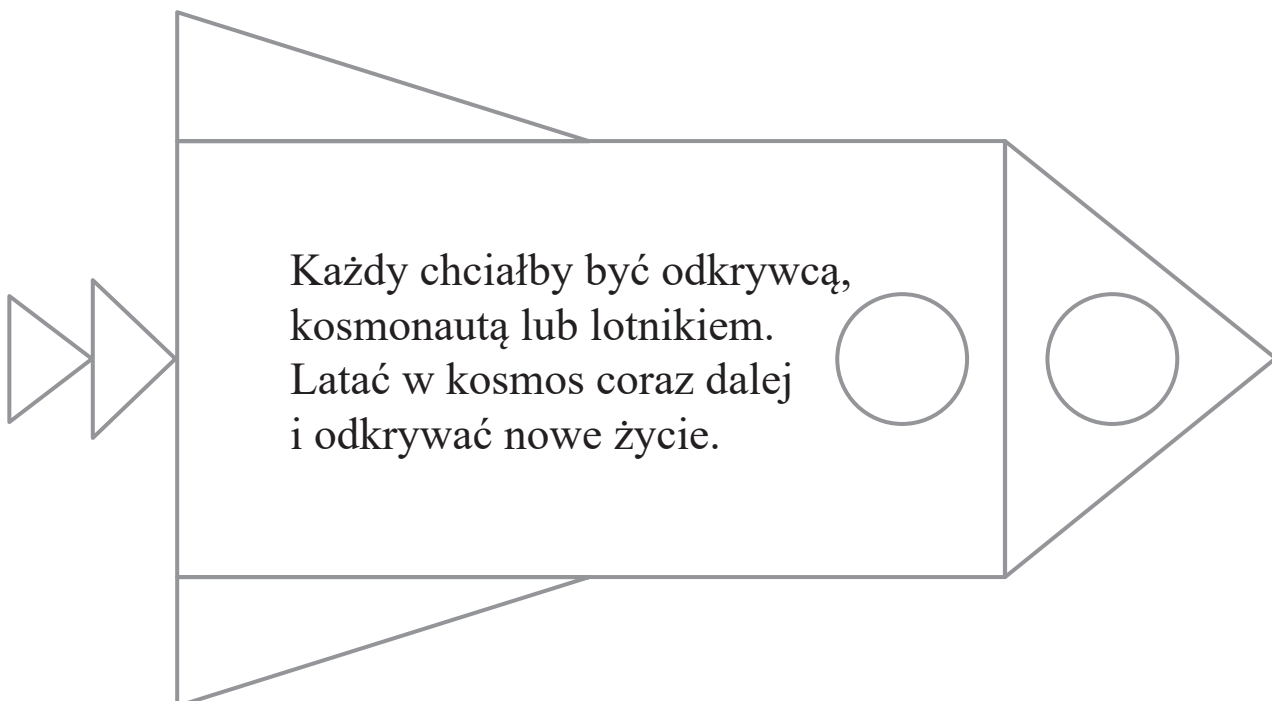 Każdy chciałby być odkrywcą,
kosmonautą lub lotnikiem.
Latać w kosmos coraz dalej
i odkrywać nowe życie.